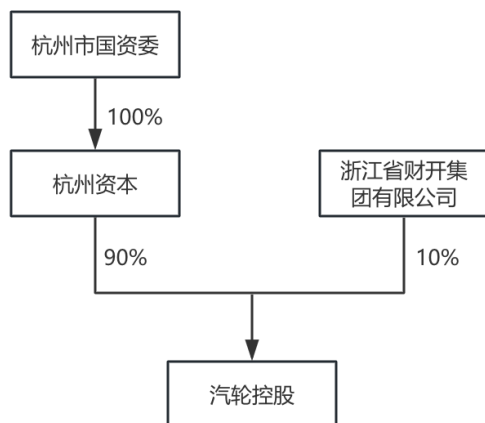 杭州市国资委
100%
杭州资本
浙江省财开集
团有限公司
90%
10%
汽轮控股